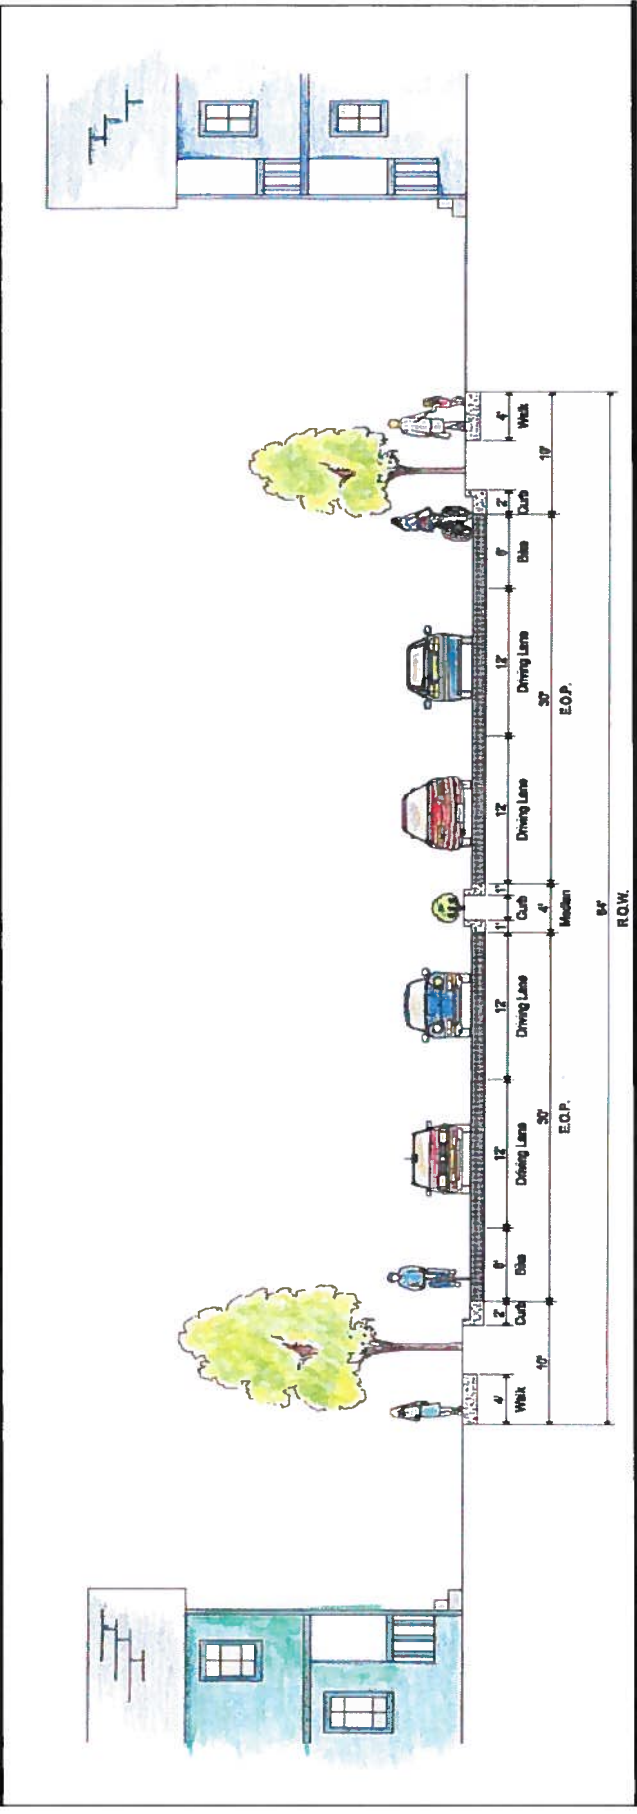 4' 2' 6' 12' 12' 1' 1' 12' 12' 6' 2' 4'
Walk Curb Bike Driving Lane Driving Lane Curb Driving Lane Driving Lane Bike Curb Walk
10' 30' 4' 30' 10'
E.O.P. Median E.O.P.
84'
R.O.W.